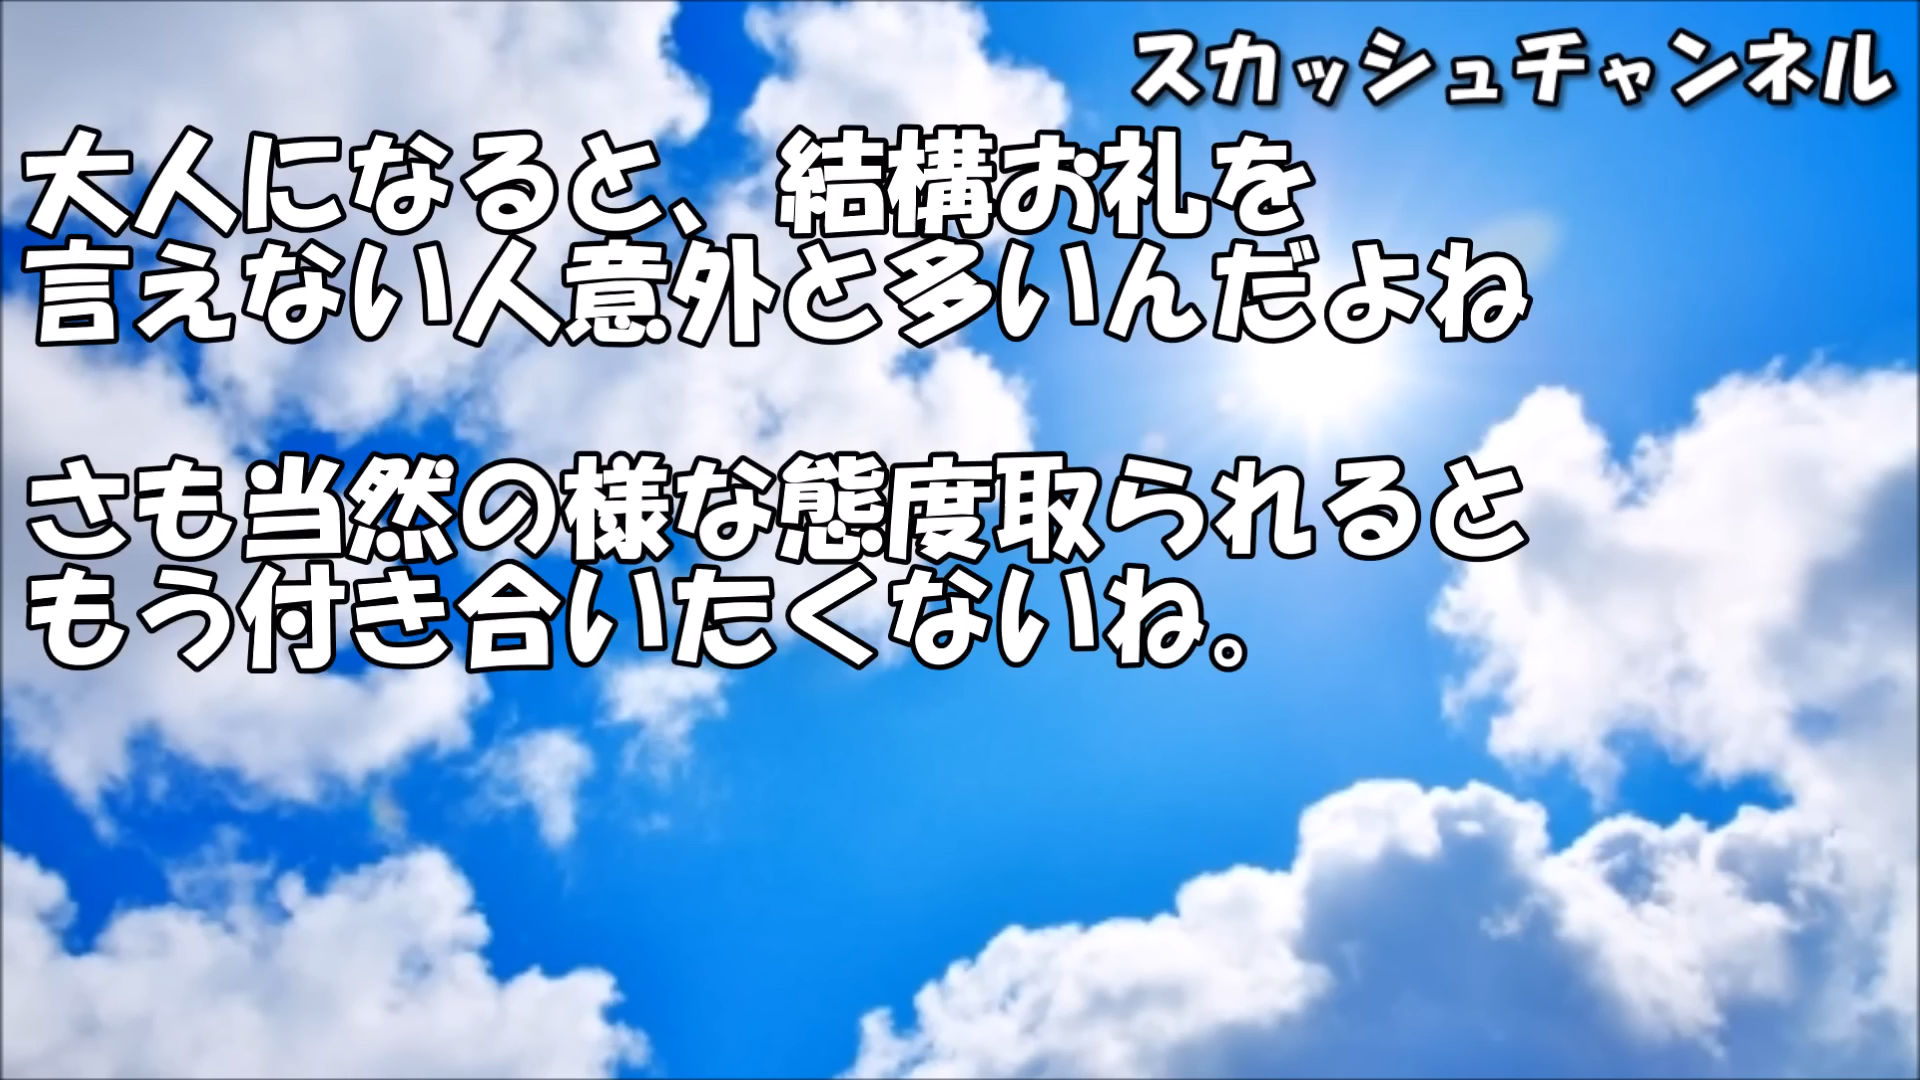 スカッシュチャンネル
大人になると、結構お礼を
言えない人意外と多いんだよね
さも当然の様な態度取られると
もう付き合いたくないね。